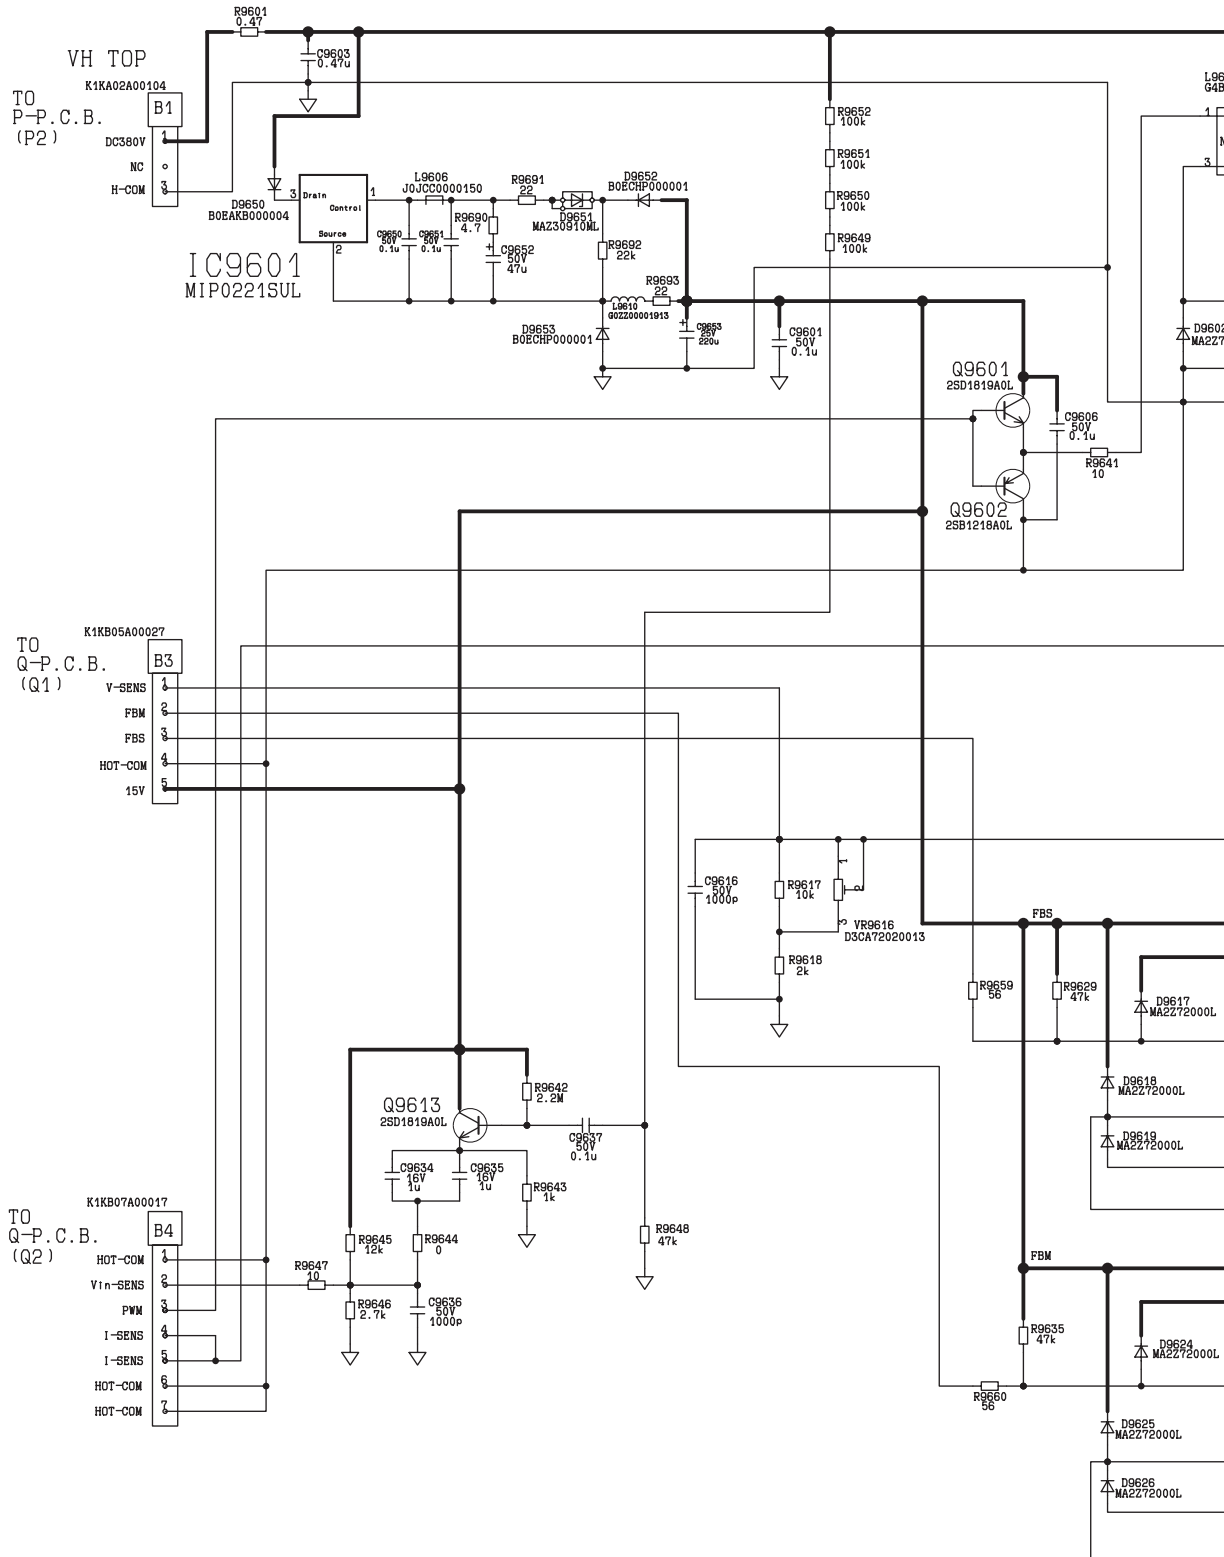 R9601
0.47
VH TOP
K1KA02A00104
TO
P-P.C.B.
(P2)
B1
DC380V
1
NC
H-COM
3
C9603
0.47u
D9650
B0EAKB000004
3
Drain
Control
Source
1
2
IC9601
MIP0221SUL
L9606
J0JCC0000150
R9691
22
D9651
MAZ30910ML
D9652
B0ECHP000001
R9690
4.7
C9650
50V
0.1u
C9651
50V
0.1u
+
C9652
50V
47u
R9692
22k
L9610
G0ZZ00001913
R9693
22
D9653
B0ECHP000001
+
C9653
25V
220u
C9601
50V
0.1u
R9652
100k
R9651
100k
R9650
100k
R9649
100k
L96
G4B
1
N
3
D9602
MA2Z7
Q9601
2SD1819A0L
C9606
50V
0.1u
R9641
10
Q9602
2SB1218A0L
K1KB05A00027
TO
Q-P.C.B.
(Q1)
B3
V-SENS
1
FBM
2
FBS
3
HOT-COM
4
15V
5
C9616
50V
1000p
R9617
10k
1
2
3
VR9616
D3CA72020013
R9618
2k
FBS
R9659
56
R9629
47k
D9617
MA2Z72000L
D9618
MA2Z72000L
D9619
MA2Z72000L
R9642
2.2M
Q9613
2SD1819A0L
C9637
50V
0.1u
C9634
16V
1u
C9635
16V
1u
R9643
1k
R9648
47k
K1KB07A00017
TO
Q-P.C.B.
(Q2)
B4
HOT-COM
1
Vin-SENS
2
PWM
3
I-SENS
4
I-SENS
5
HOT-COM
6
HOT-COM
7
R9647
10
R9645
12k
R9644
0
R9646
2.7k
C9636
50V
1000p
FBM
R9635
47k
D9624
MA2Z72000L
R9660
56
D9625
MA2Z72000L
D9626
MA2Z72000L